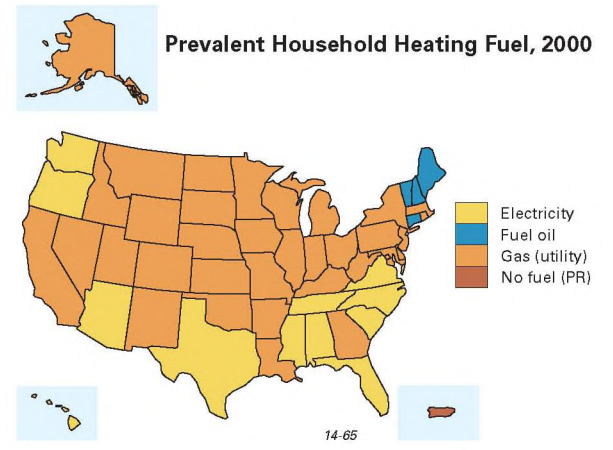 Prevalent Household Heating Fuel, 2000
Electricity
Fuel oil
Gas (utility)
No fuel (PR)
14-65